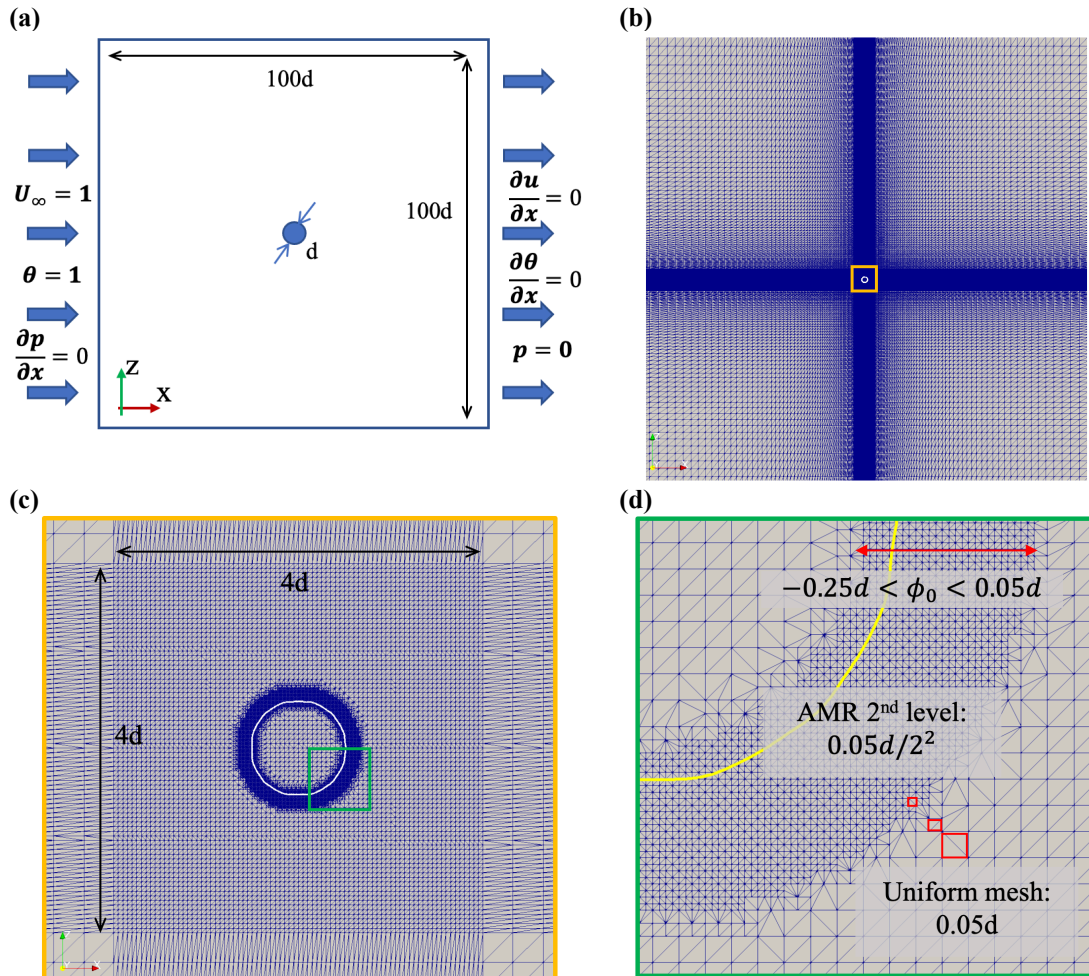 (a)
100d
100d
d
U∞ = 1
θ = 1
∂p/∂x = 0
∂u/∂x = 0
∂θ/∂x = 0
p = 0
Z
X
(b)
(c)
4d
4d
(d)
−0.25d < ϕ₀ < 0.05d
AMR 2ⁿᵈ level:
0.05d/2²
Uniform mesh:
0.05d